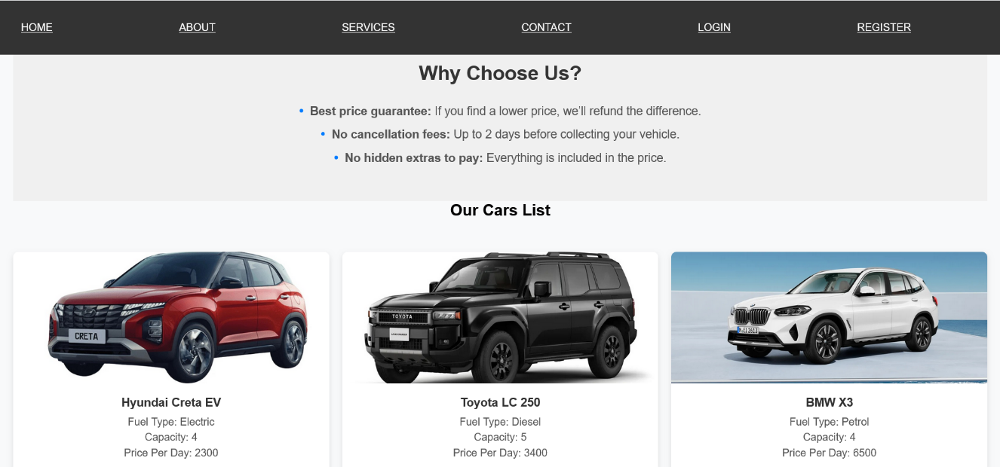 HOME ABOUT SERVICES CONTACT LOGIN REGISTER
Why Choose Us?
• Best price guarantee: If you find a lower price, we'll refund the difference.
• No cancellation fees: Up to 2 days before collecting your vehicle.
• No hidden extras to pay: Everything is included in the price.
Our Cars List
CRETA
TOYOTA
Hyundai Creta EV
Fuel Type: Electric
Capacity: 4
Price Per Day: 2300
Toyota LC 250
Fuel Type: Diesel
Capacity: 5
Price Per Day: 3400
BMW X3
Fuel Type: Petrol
Capacity: 4
Price Per Day: 6500